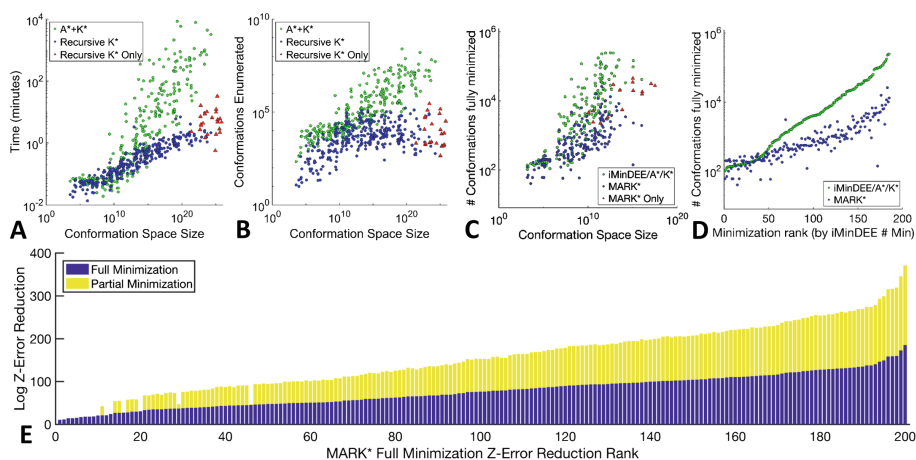 10^4
10^2
10^0
10^-2
Time (minutes)
10^0
10^10
10^20
Conformation Space Size
A*+K*
Recursive K*
Recursive K* Only
A
10^10
10^5
10^0
Conformations Enumerated
10^0
10^10
10^20
Conformation Space Size
A*+K*
Recursive K*
Recursive K* Only
B
10^6
10^4
10^2
# Conformations fully minimized
10^0
10^10
10^20
Conformation Space Size
iMinDEE/A*/K*
MARK*
MARK* Only
C
10^6
10^4
10^2
# Conformations fully minimized
0
50
100
150
200
Minimization rank (by iMinDEE # Min)
iMinDEE/A*/K*
MARK*
D
400
300
200
100
0
Log Z-Error Reduction
Full Minimization
Partial Minimization
0
20
40
60
80
100
120
140
160
180
200
MARK* Full Minimization Z-Error Reduction Rank
E